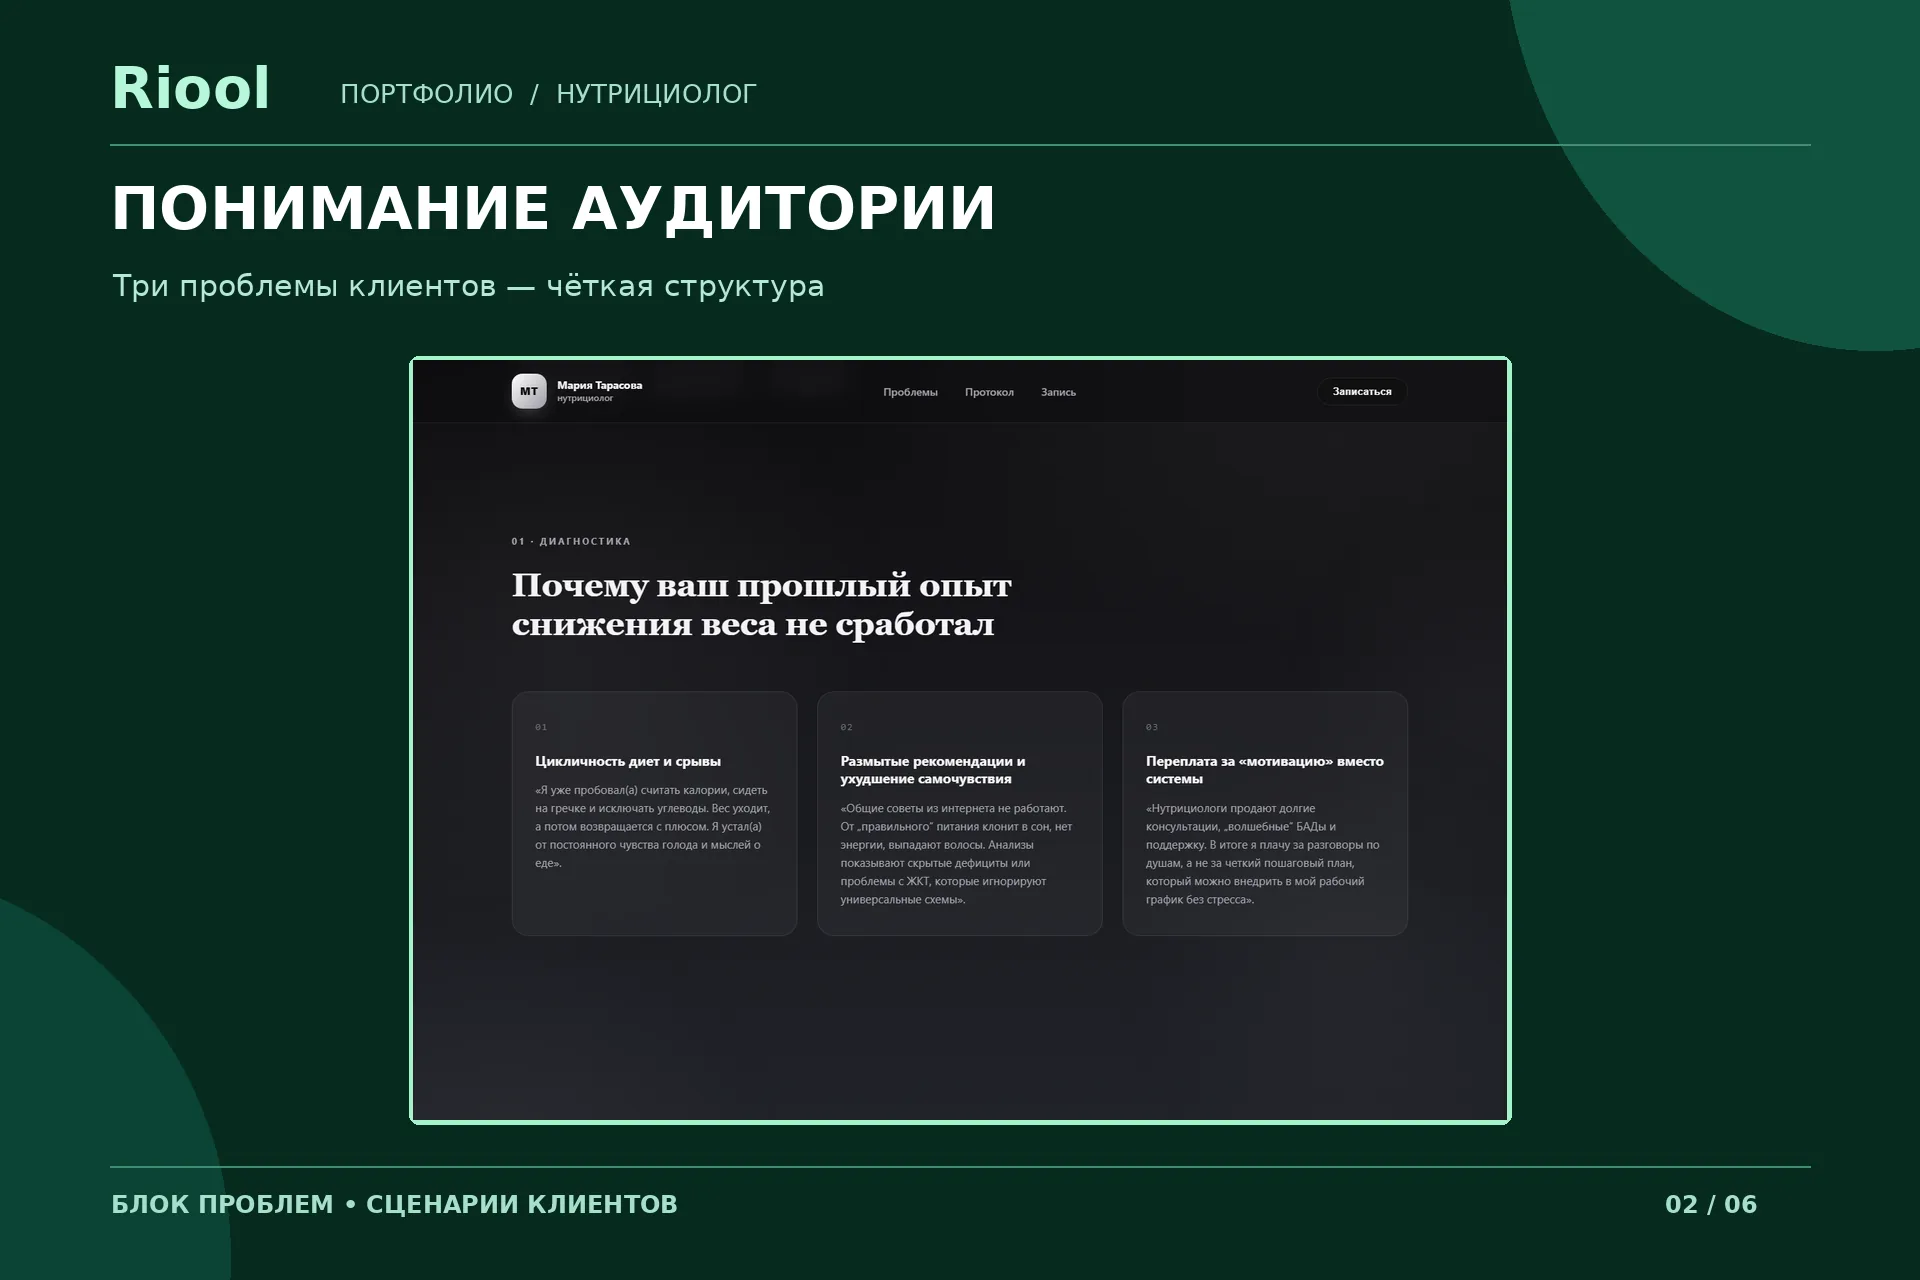 Riool
ПОРТФОЛИО / НУТРИЦИОЛОГ
ПОНИМАНИЕ АУДИТОРИИ
Три проблемы клиентов — чёткая структура
МТ
Мария Тарасова
нутрициолог
Проблемы
Протокол
Запись
Записаться
01 · ДИАГНОСТИКА
Почему ваш прошлый опыт
снижения веса не сработал
01
Цикличность диет и срывы
«Я уже пробовал(а) считать калории, сидеть
на гречке и исключать углеводы. Вес уходит,
а потом возвращается с плюсом. Я устал(а)
от постоянного чувства голода и мыслей о
еде».
02
Размытые рекомендации и
ухудшение самочувствия
«Общие советы из интернета не работают.
От „правильного“ питания клонит в сон, нет
энергии, выпадают волосы. Анализы
показывают скрытые дефициты или
проблемы с ЖКТ, которые игнорируют
универсальные схемы».
03
Переплата за «мотивацию» вместо
системы
«Нутрициологи продают долгие
консультации, „волшебные“ БАДы и
поддержку. В итоге я плачу за разговоры по
душам, а не за четкий пошаговый план,
который можно внедрить в мой рабочий
график без стресса».
БЛОК ПРОБЛЕМ • СЦЕНАРИИ КЛИЕНТОВ
02 / 06